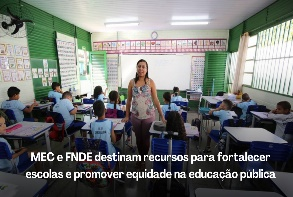 MEC e FNDE destinam recursos para fortalecer
escolas e promover equidade na educação pública